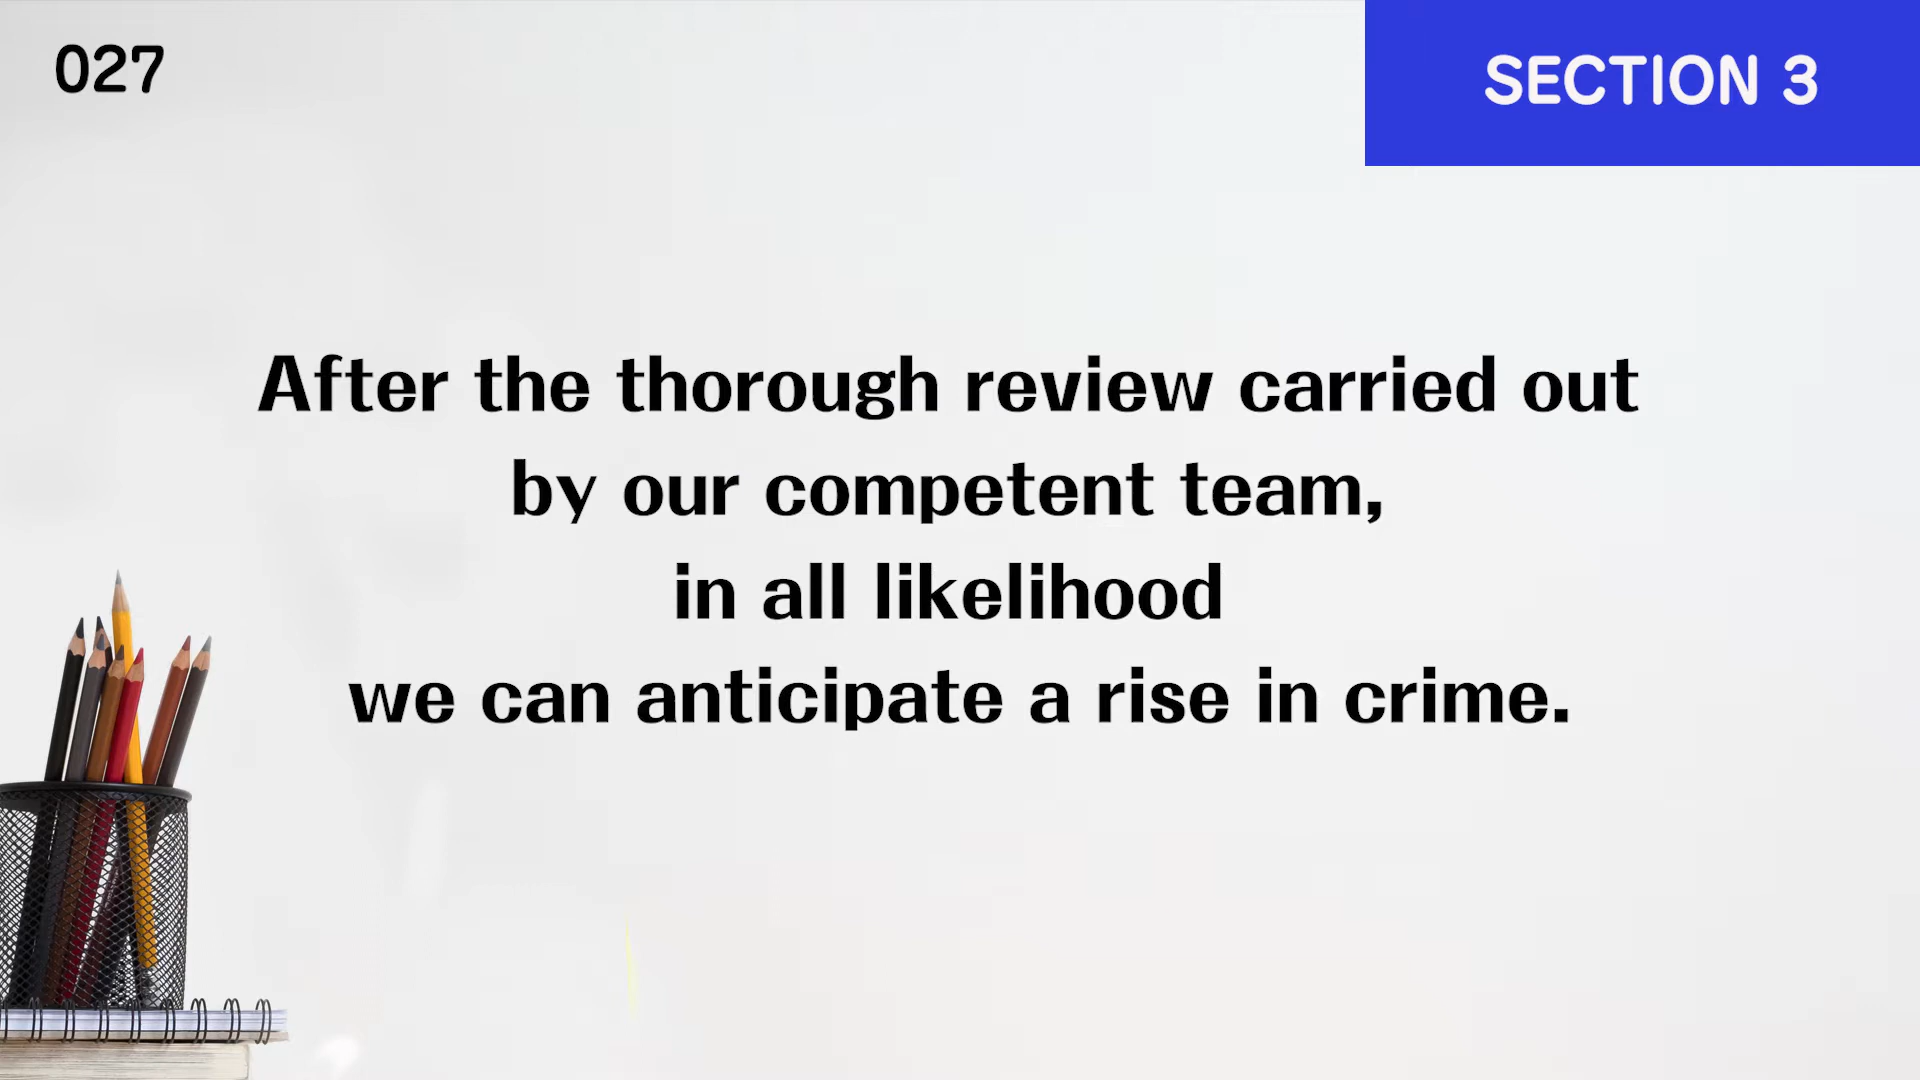 027
SECTION 3
After the thorough review carried out
by our competent team,
in all likelihood
we can anticipate a rise in crime.